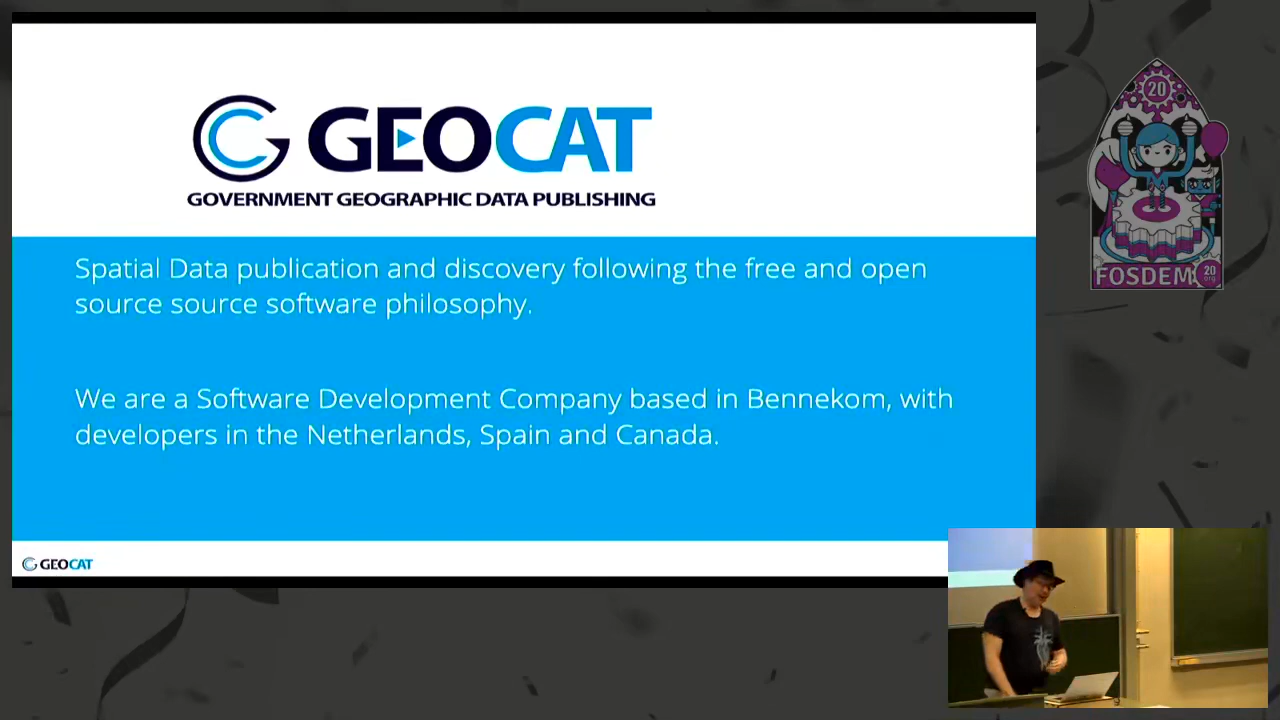 GEOCAT
GOVERNMENT GEOGRAPHIC DATA PUBLISHING
Spatial Data publication and discovery following the free and open
source source software philosophy.
We are a Software Development Company based in Bennekom, with
developers in the Netherlands, Spain and Canada.
GEOCAT
20
FOSDEM
20
.org